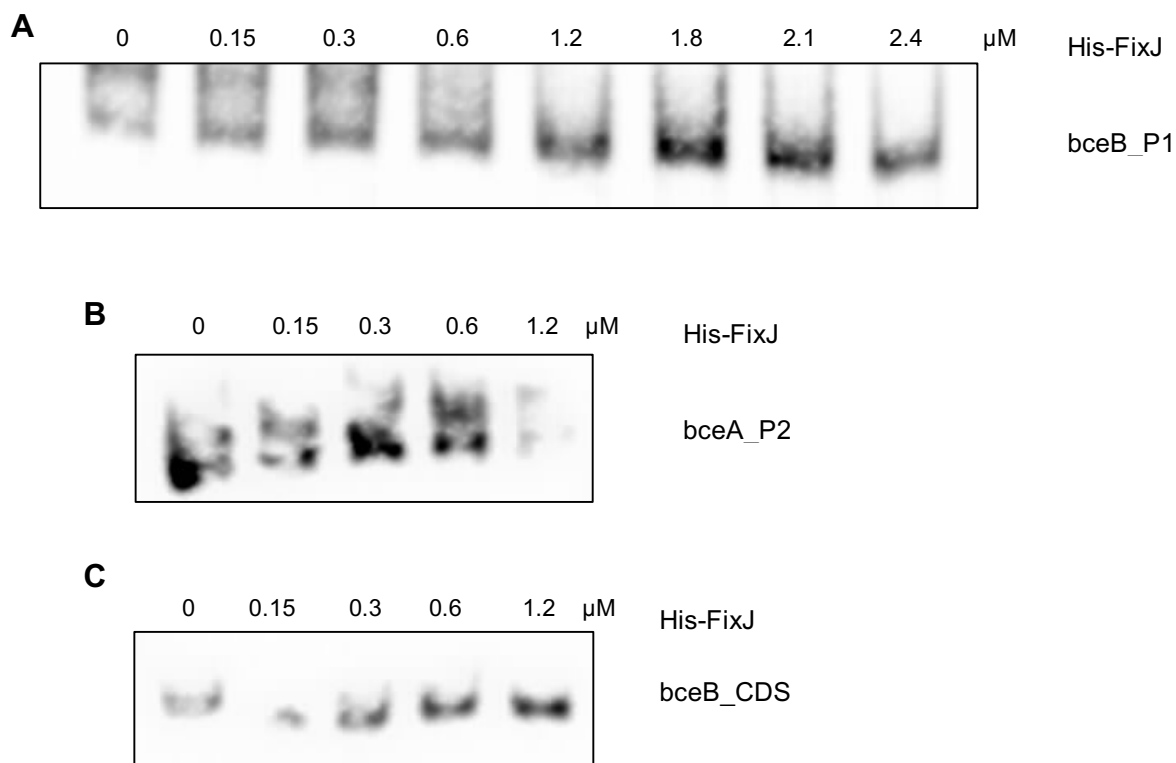 A
0 0.15 0.3 0.6 1.2 1.8 2.1 2.4 µM His-FixJ
bceB_P1
B
0 0.15 0.3 0.6 1.2 µM His-FixJ
bceA_P2
C
0 0.15 0.3 0.6 1.2 µM His-FixJ
bceB_CDS